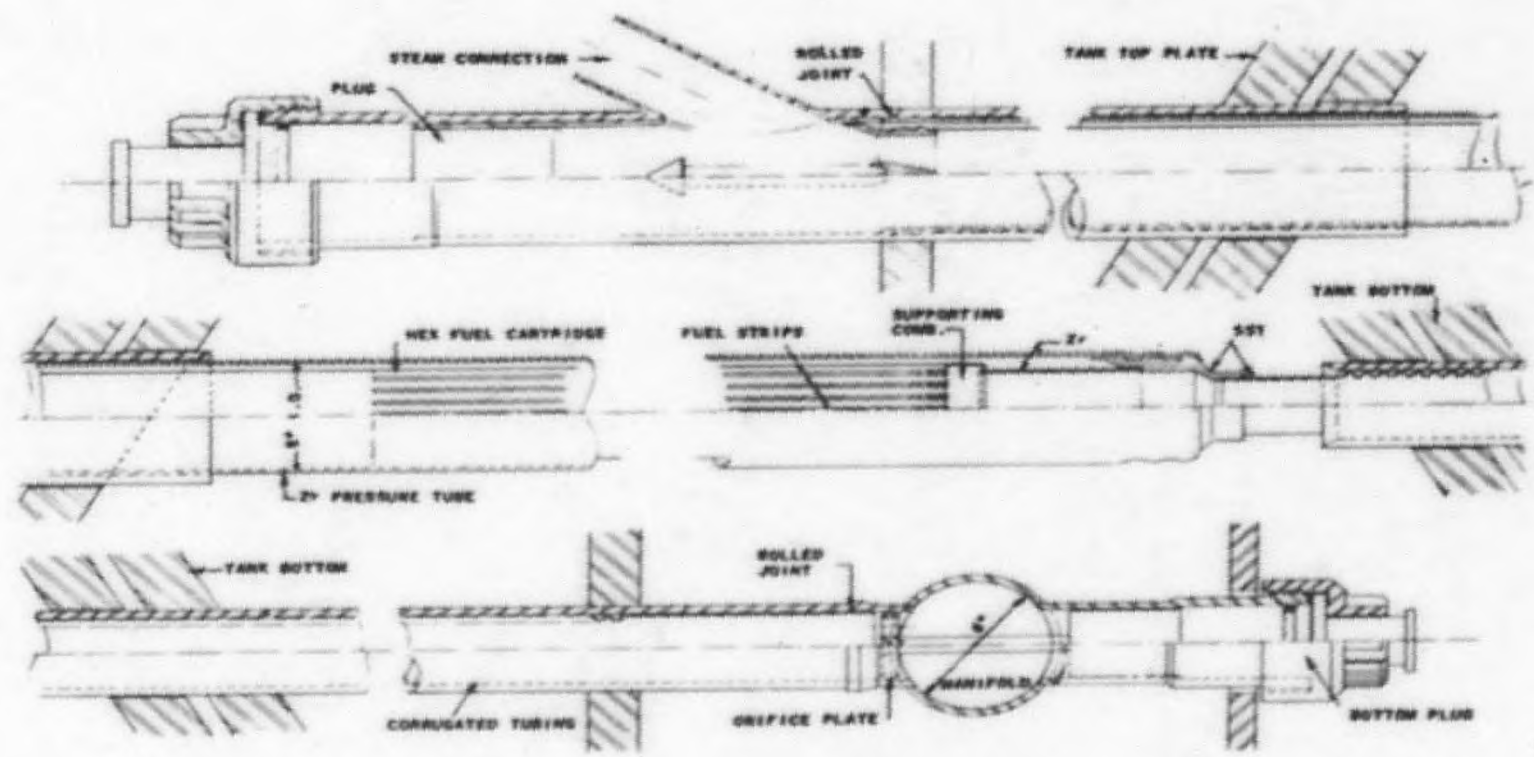 STEAM CONNECTION
PLUG
ROLLED
JOINT
TANK TOP PLATE
HEX FUEL CARTRIDGE
FUEL STRIPS
SUPPORTING
COMB.
Zr
SST
TANK BOTTOM
Zr PRESSURE TUBE
TANK BOTTOM
ROLLED
JOINT
MANIFOLD
CORRUGATED TUBING
ORIFICE PLATE
BOTTOM PLUG